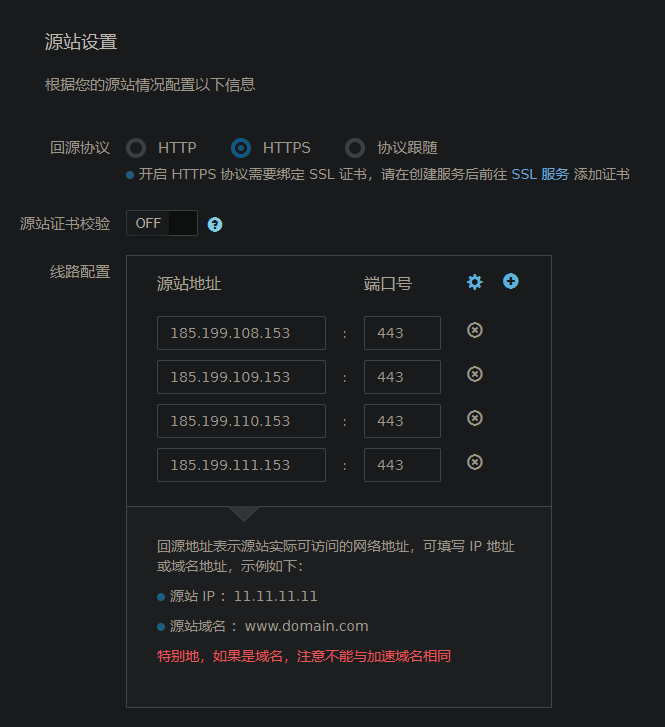 源站设置
根据您的源站情况配置以下信息
回源协议 HTTP HTTPS 协议跟随
开启 HTTPS 协议需要绑定 SSL 证书，请在创建服务后前往 SSL 服务 添加证书
源站证书校验 OFF ?
线路配置 源站地址 端口号
185.199.108.153 : 443
185.199.109.153 : 443
185.199.110.153 : 443
185.199.111.153 : 443
回源地址表示源站实际可访问的网络地址，可填写 IP 地址
或域名地址，示例如下：
源站 IP ：11.11.11.11
源站域名：www.domain.com
特别地，如果是域名，注意不能与加速域名相同